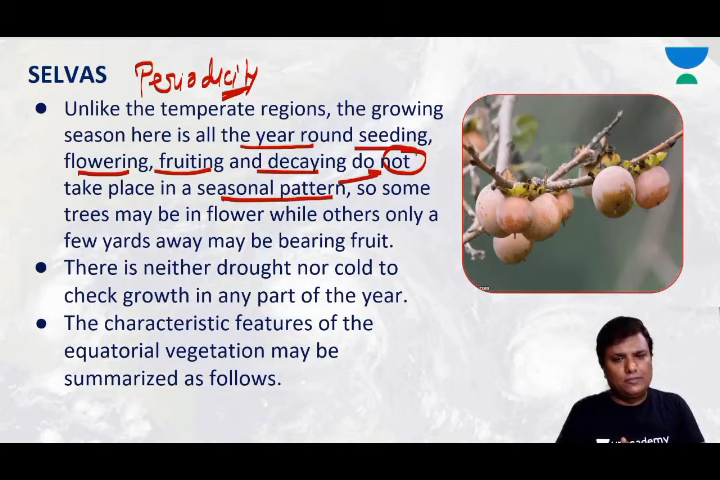 SELVAS Periodicity
● Unlike the temperate regions, the growing
season here is all the year round seeding,
flowering, fruiting and decaying do not
take place in a seasonal pattern, so some
trees may be in flower while others only a
few yards away may be bearing fruit.
● There is neither drought nor cold to
check growth in any part of the year.
● The characteristic features of the
equatorial vegetation may be
summarized as follows.